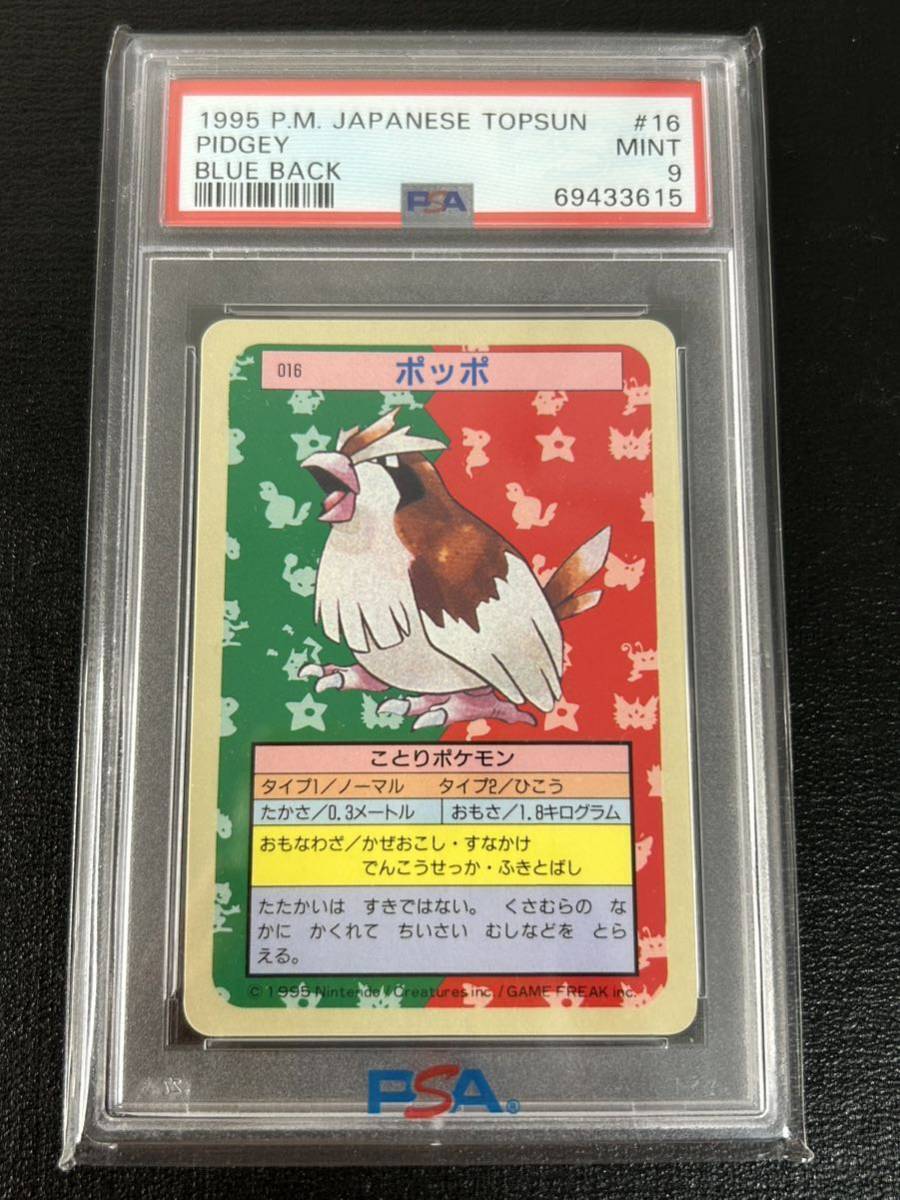 1995 P.M. JAPANESE TOPSUN #16
PIDGEY MINT
BLUE BACK 9
PSA 69433615
016 ポッポ
ことりポケモン
タイプ1/ノーマル タイプ2/ひこう
たかさ/0.3メートル おもさ/1.8キログラム
おもなわざ/かぜおこし・すなかけ
でんこうせっか・ふきとばし
たたかいは すきではない。 くさむらの な
かに かくれて ちいさい むしなどを とら
える。
© 1995 Nintendo / Creatures inc. / GAME FREAK inc.
PSA®